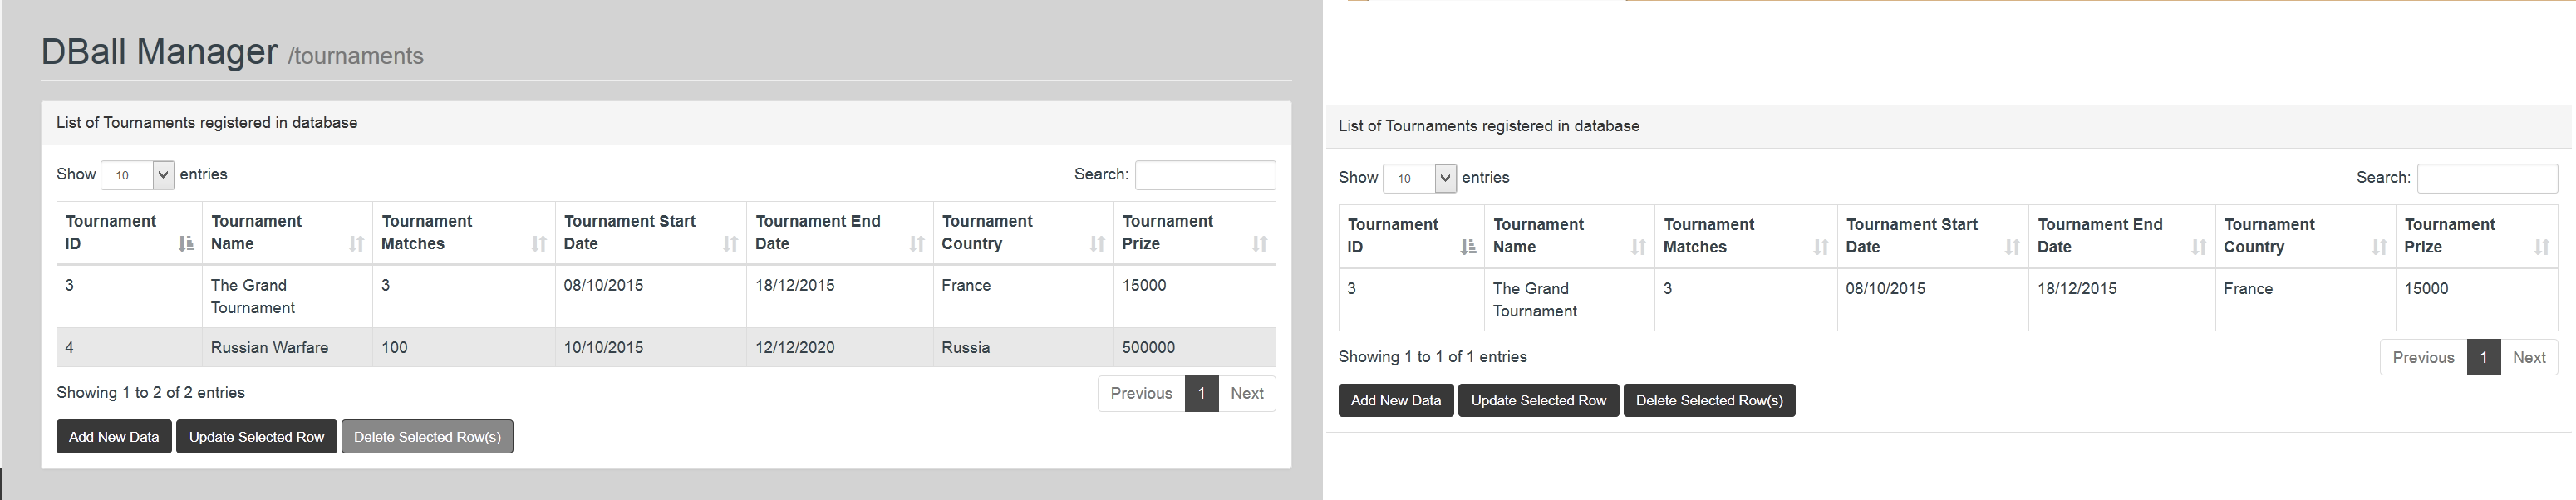 DBall Manager /tournaments
List of Tournaments registered in database
Show 10 entries Search:
Tournament ID Tournament Name Tournament Matches Tournament Start Date Tournament End Date Tournament Country Tournament Prize
3 The Grand Tournament 3 08/10/2015 18/12/2015 France 15000
4 Russian Warfare 100 10/10/2015 12/12/2020 Russia 500000
Showing 1 to 2 of 2 entries Previous 1 Next
Add New Data Update Selected Row Delete Selected Row(s)
List of Tournaments registered in database
Show 10 entries Search:
Tournament ID Tournament Name Tournament Matches Tournament Start Date Tournament End Date Tournament Country Tournament Prize
3 The Grand Tournament 3 08/10/2015 18/12/2015 France 15000
Showing 1 to 1 of 1 entries Previous 1 Next
Add New Data Update Selected Row Delete Selected Row(s)